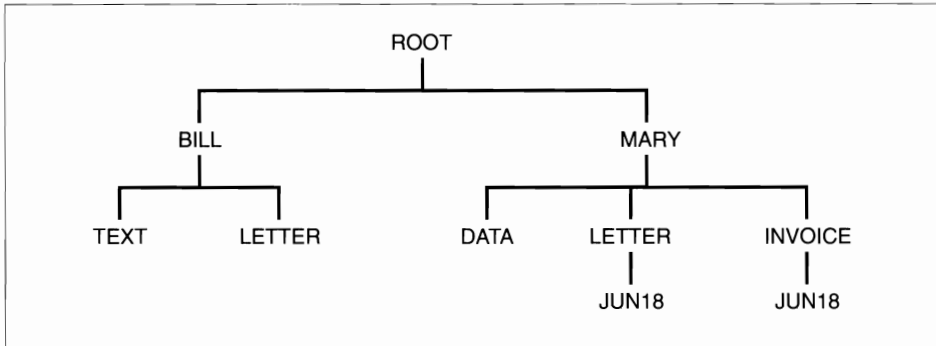 ROOT
BILL MARY
TEXT LETTER DATA LETTER INVOICE
JUN18 JUN18